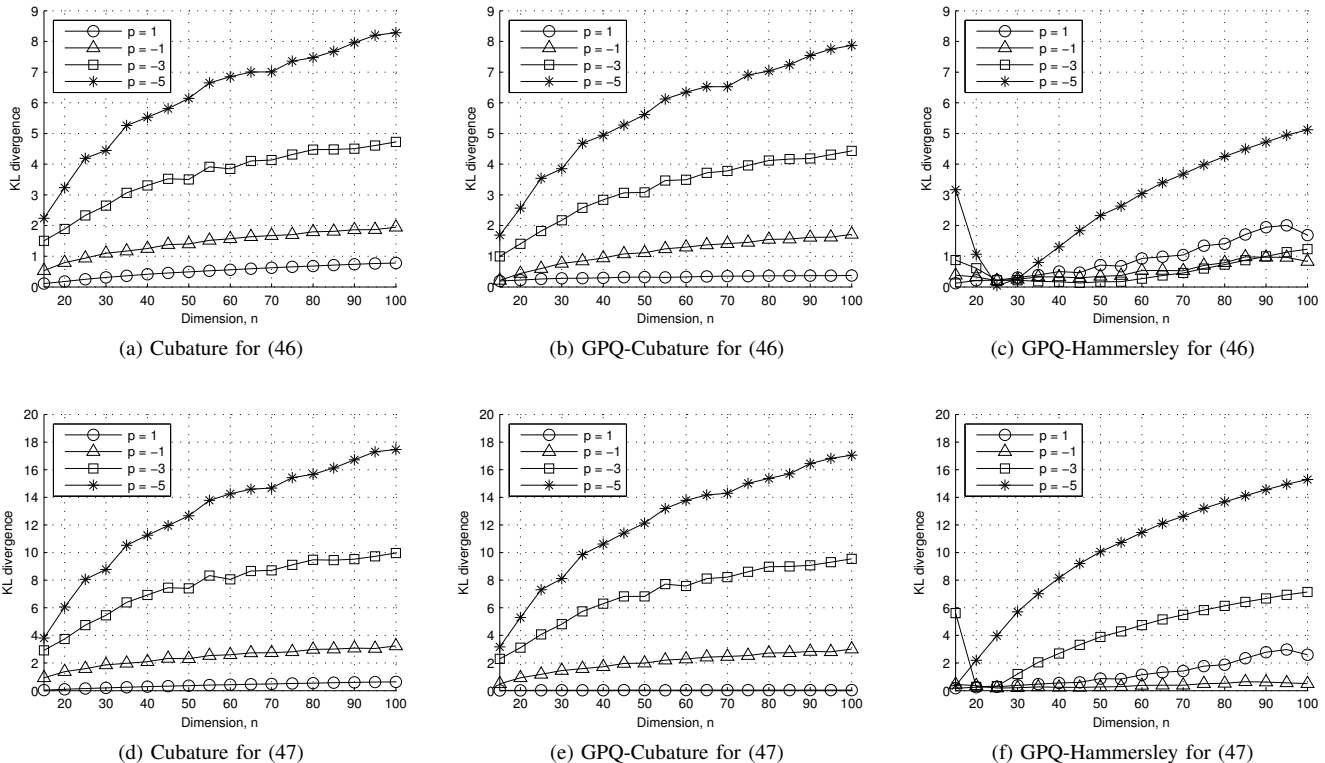 9
8
7
6
5
4
3
2
1
0
KL divergence
p = 1
p = −1
p = −3
p = −5
20 30 40 50 60 70 80 90 100
Dimension, n
(a) Cubature for (46)
9
8
7
6
5
4
3
2
1
0
KL divergence
p = 1
p = −1
p = −3
p = −5
20 30 40 50 60 70 80 90 100
Dimension, n
(b) GPQ-Cubature for (46)
9
8
7
6
5
4
3
2
1
0
KL divergence
p = 1
p = −1
p = −3
p = −5
20 30 40 50 60 70 80 90 100
Dimension, n
(c) GPQ-Hammersley for (46)
20
18
16
14
12
10
8
6
4
2
0
KL divergence
p = 1
p = −1
p = −3
p = −5
20 30 40 50 60 70 80 90 100
Dimension, n
(d) Cubature for (47)
20
18
16
14
12
10
8
6
4
2
0
KL divergence
p = 1
p = −1
p = −3
p = −5
20 30 40 50 60 70 80 90 100
Dimension, n
(e) GPQ-Cubature for (47)
20
18
16
14
12
10
8
6
4
2
0
KL divergence
p = 1
p = −1
p = −3
p = −5
20 30 40 50 60 70 80 90 100
Dimension, n
(f) GPQ-Hammersley for (47)